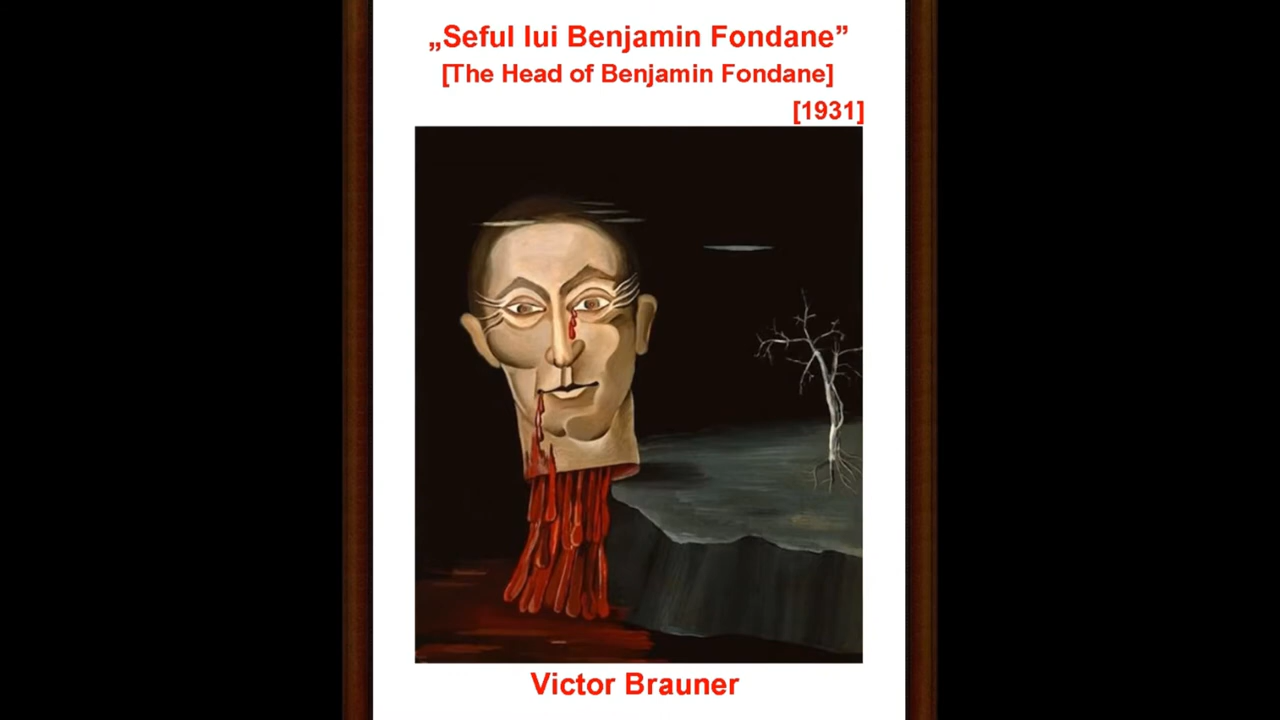 „Seful lui Benjamin Fondane”
[The Head of Benjamin Fondane]
[1931]
Victor Brauner